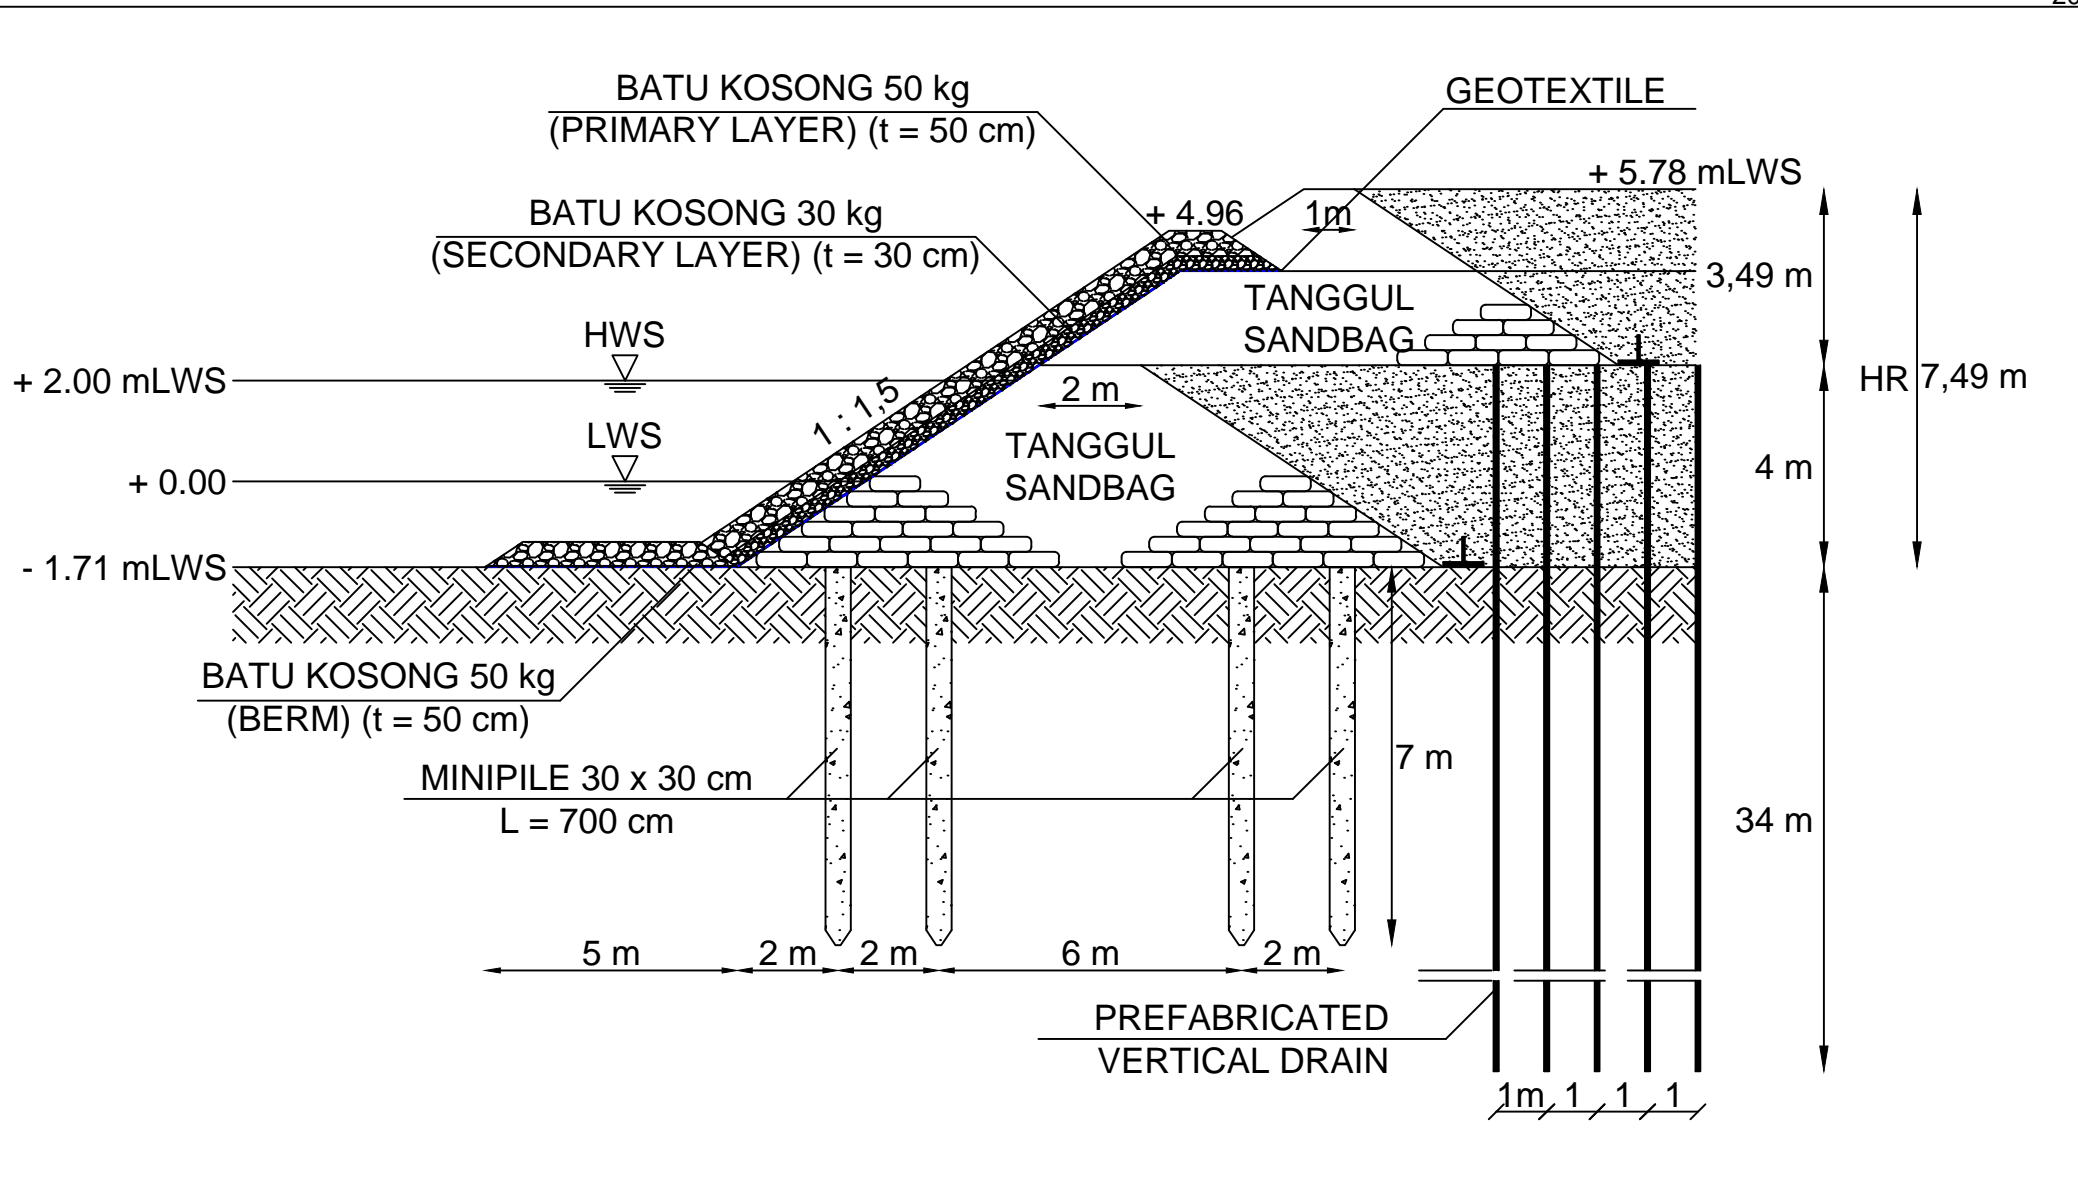 BATU KOSONG 50 kg
(PRIMARY LAYER) (t = 50 cm)
GEOTEXTILE
+ 5.78 mLWS
BATU KOSONG 30 kg
(SECONDARY LAYER) (t = 30 cm)
+ 4.96
1m
3,49 m
TANGGUL
SANDBAG
HWS
+ 2.00 mLWS
HR
7,49 m
2 m
1 : 1,5
LWS
TANGGUL
SANDBAG
4 m
+ 0.00
- 1.71 mLWS
BATU KOSONG 50 kg
(BERM) (t = 50 cm)
MINIPILE 30 x 30 cm
L = 700 cm
7 m
34 m
5 m
2 m
2 m
6 m
2 m
PREFABRICATED
VERTICAL DRAIN
1m
1
1
1